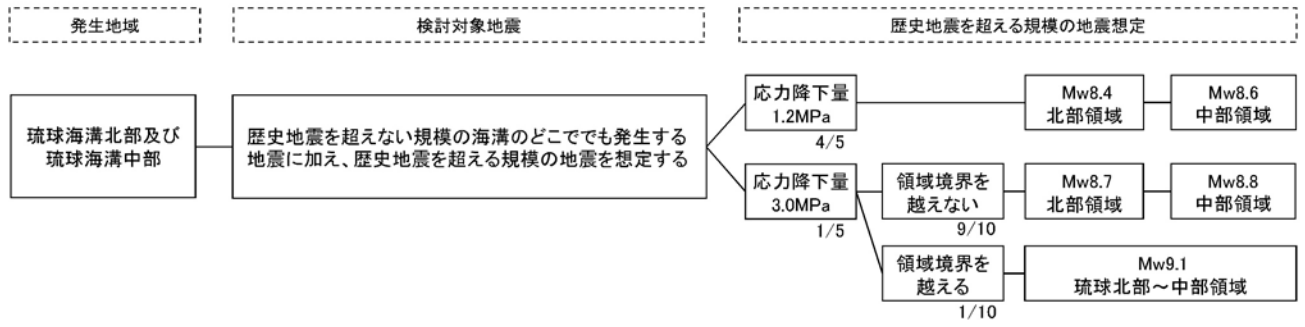 発生地域
検討対象地震
歴史地震を超える規模の地震想定
琉球海溝北部及び
琉球海溝中部
歴史地震を超えない規模の海溝のどこででも発生する
地震に加え、歴史地震を超える規模の地震を想定する
応力降下量
1.2MPa
4/5
Mw8.4
北部領域
Mw8.6
中部領域
応力降下量
3.0MPa
1/5
領域境界を
越えない
9/10
Mw8.7
北部領域
Mw8.8
中部領域
領域境界を
越える
1/10
Mw9.1
琉球北部～中部領域